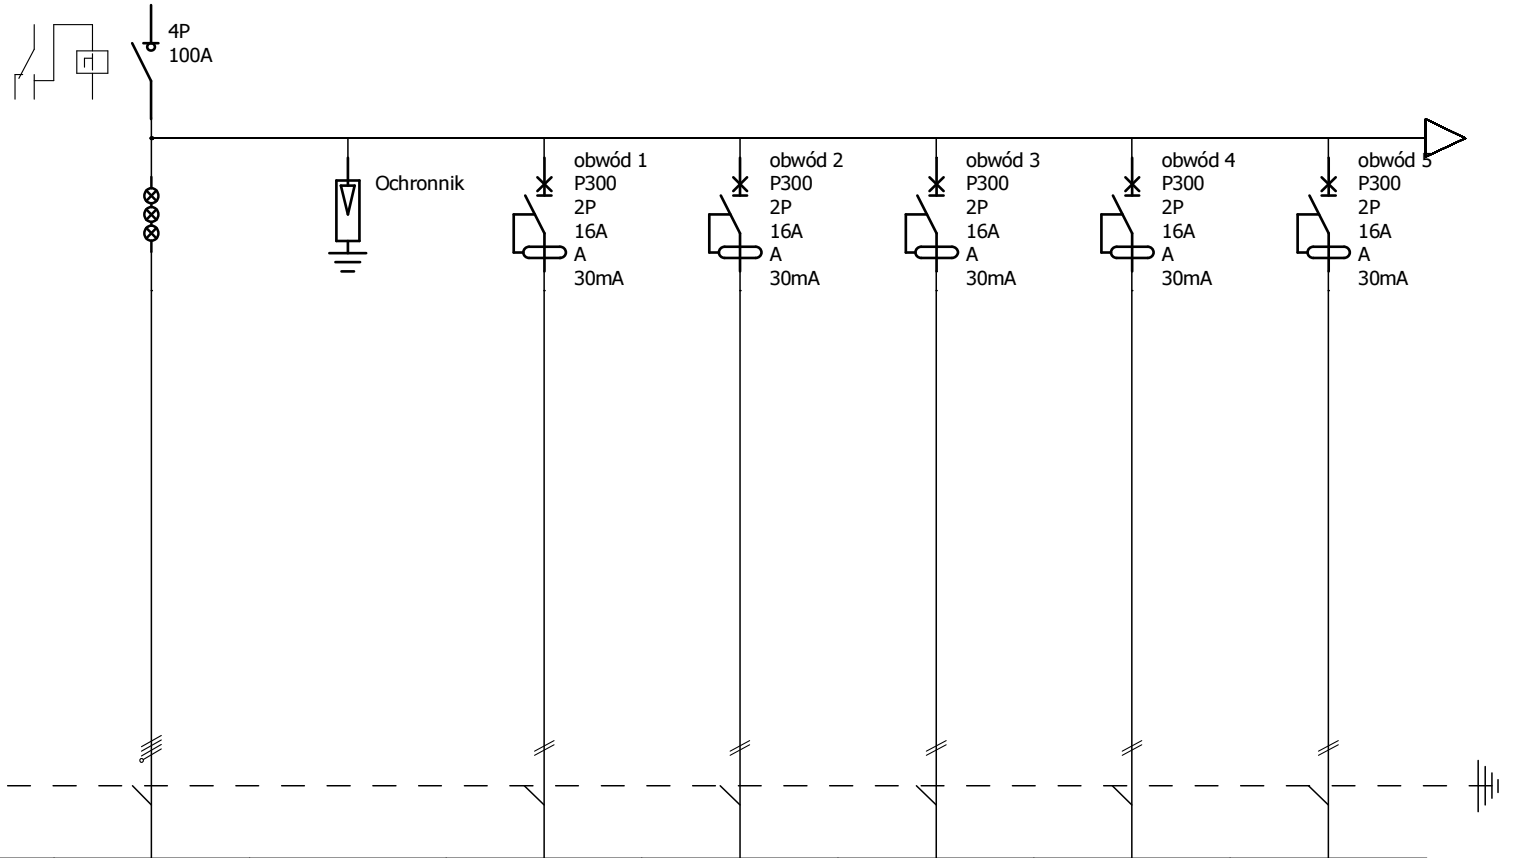 4P
100A
Ochronnik
obwód 1
P300
2P
16A
A
30mA
obwód 2
P300
2P
16A
A
30mA
obwód 3
P300
2P
16A
A
30mA
obwód 4
P300
2P
16A
A
30mA
obwód 5
P300
2P
16A
A
30mA